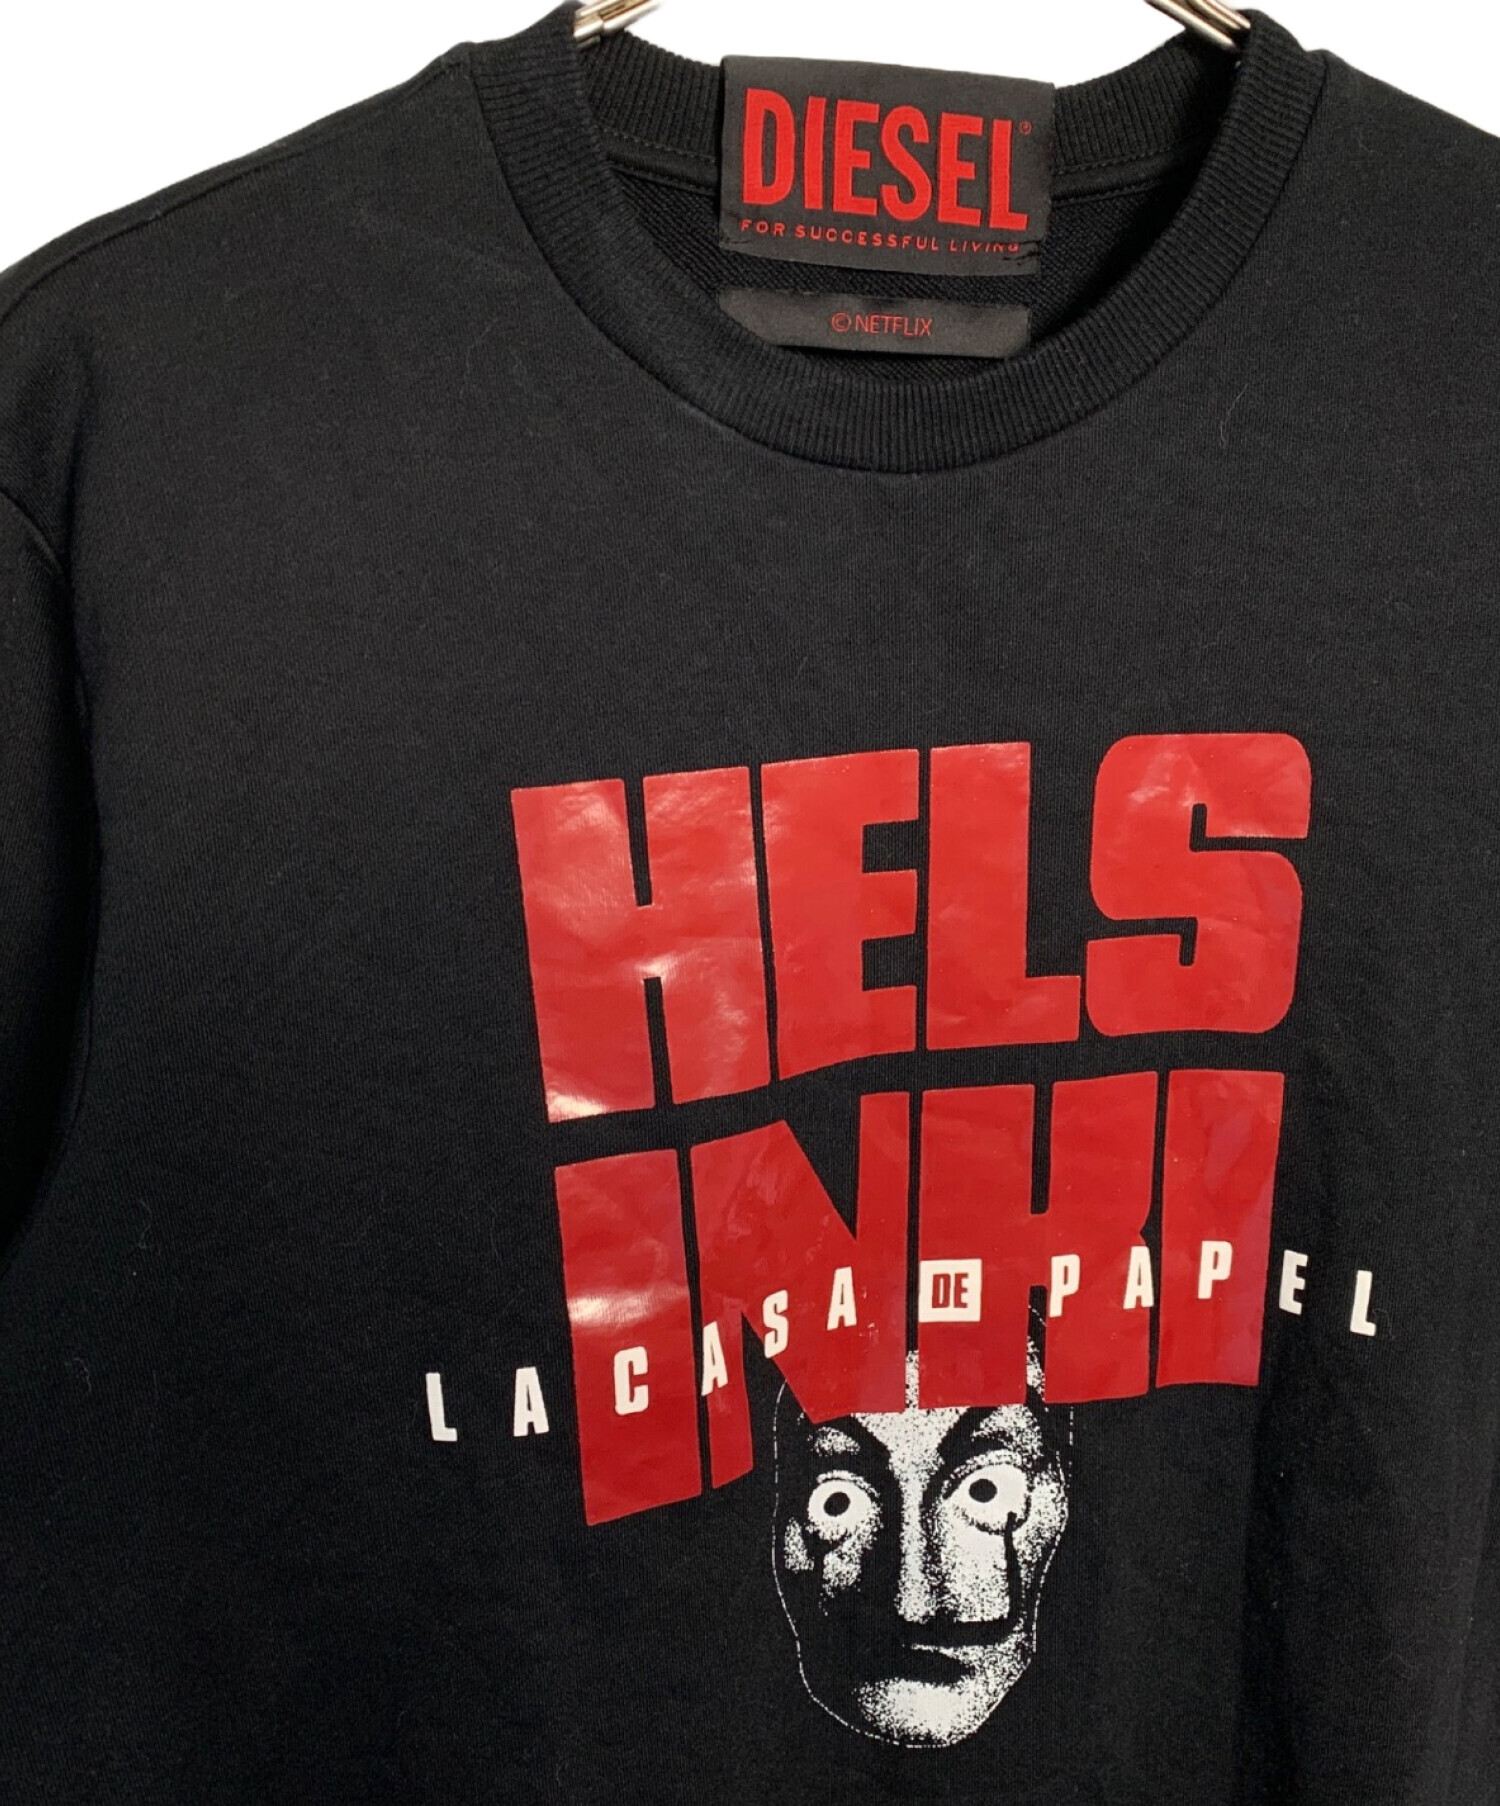 DIESEL®
FOR SUCCESSFUL LIVING
©NETFLIX
HELS
INKI
LA CASA DE PAPEL